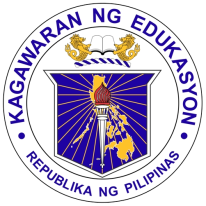 KAGAWARAN NG EDUKASYON
REPUBLIKA NG PILIPINAS